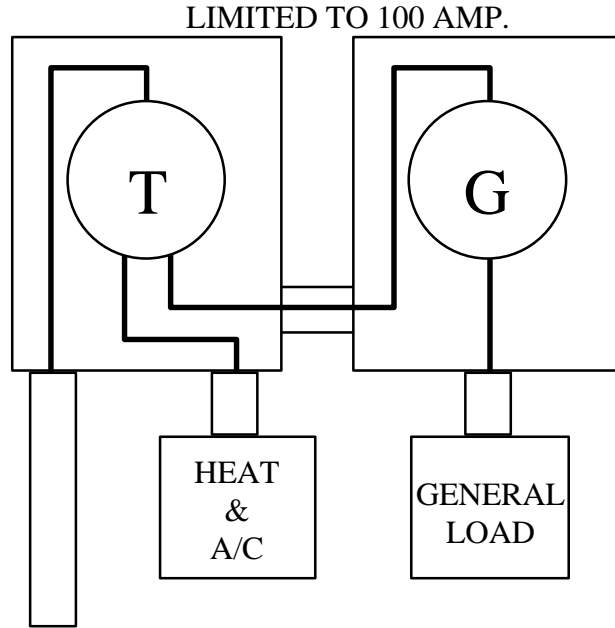 LIMITED TO 100 AMP.
T
G
HEAT
&
A/C
GENERAL
LOAD